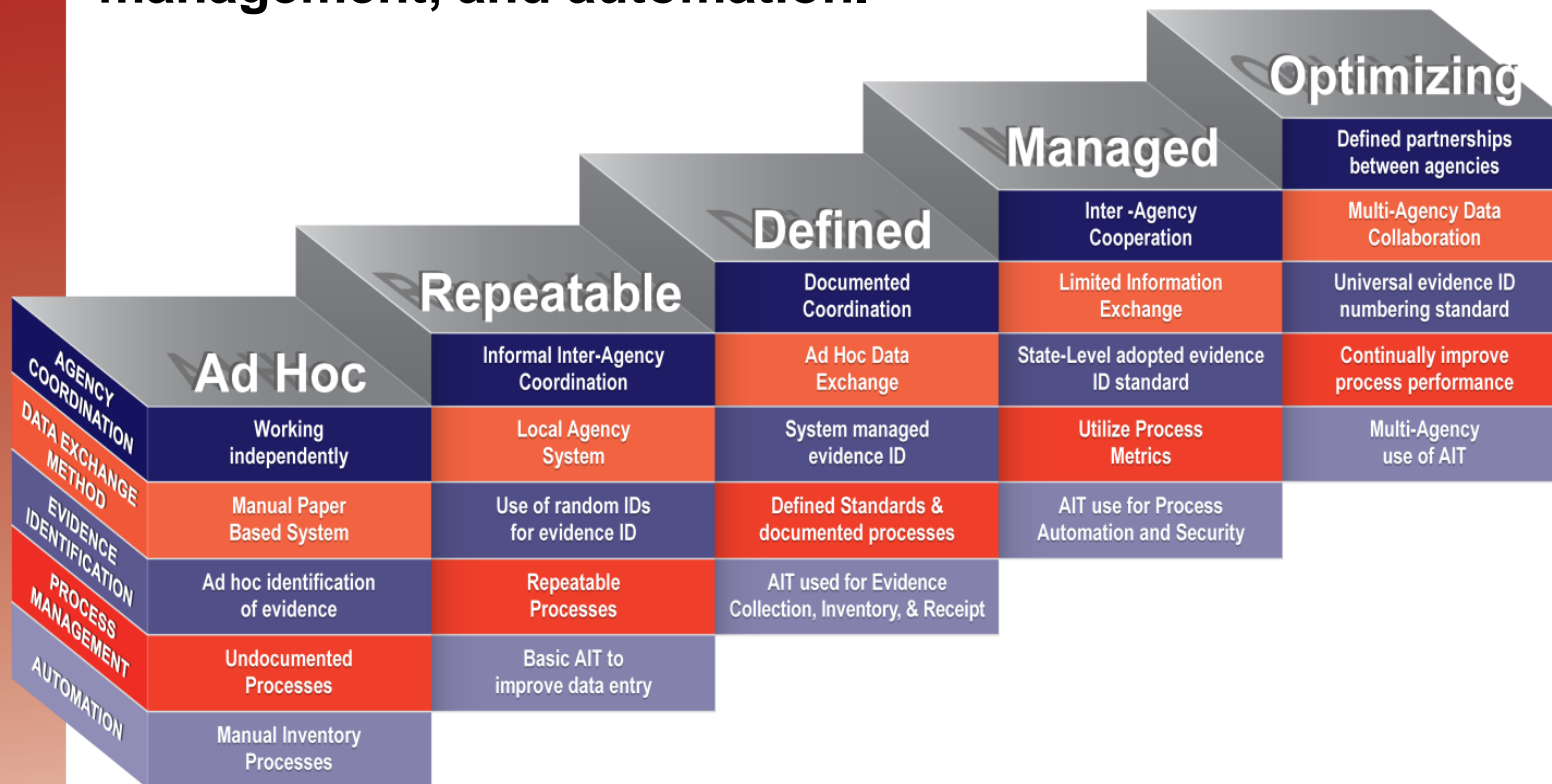 management, and automation.
Optimizing
Managed
Defined
Repeatable
Ad Hoc
AGENCY
COORDINATION
DATA EXCHANGE
METHOD
EVIDENCE
IDENTIFICATION
PROCESS
MANAGEMENT
AUTOMATION
Working
independently
Manual Paper
Based System
Ad hoc identification
of evidence
Undocumented
Processes
Manual Inventory
Processes
Informal Inter-Agency
Coordination
Local Agency
System
Use of random IDs
for evidence ID
Repeatable
Processes
Basic AIT to
improve data entry
Documented
Coordination
Ad Hoc Data
Exchange
System managed
evidence ID
Defined Standards &
documented processes
AIT used for Evidence
Collection, Inventory, & Receipt
Inter -Agency
Cooperation
Limited Information
Exchange
State-Level adopted evidence
ID standard
Utilize Process
Metrics
AIT use for Process
Automation and Security
Defined partnerships
between agencies
Multi-Agency Data
Collaboration
Universal evidence ID
numbering standard
Continually improve
process performance
Multi-Agency
use of AIT